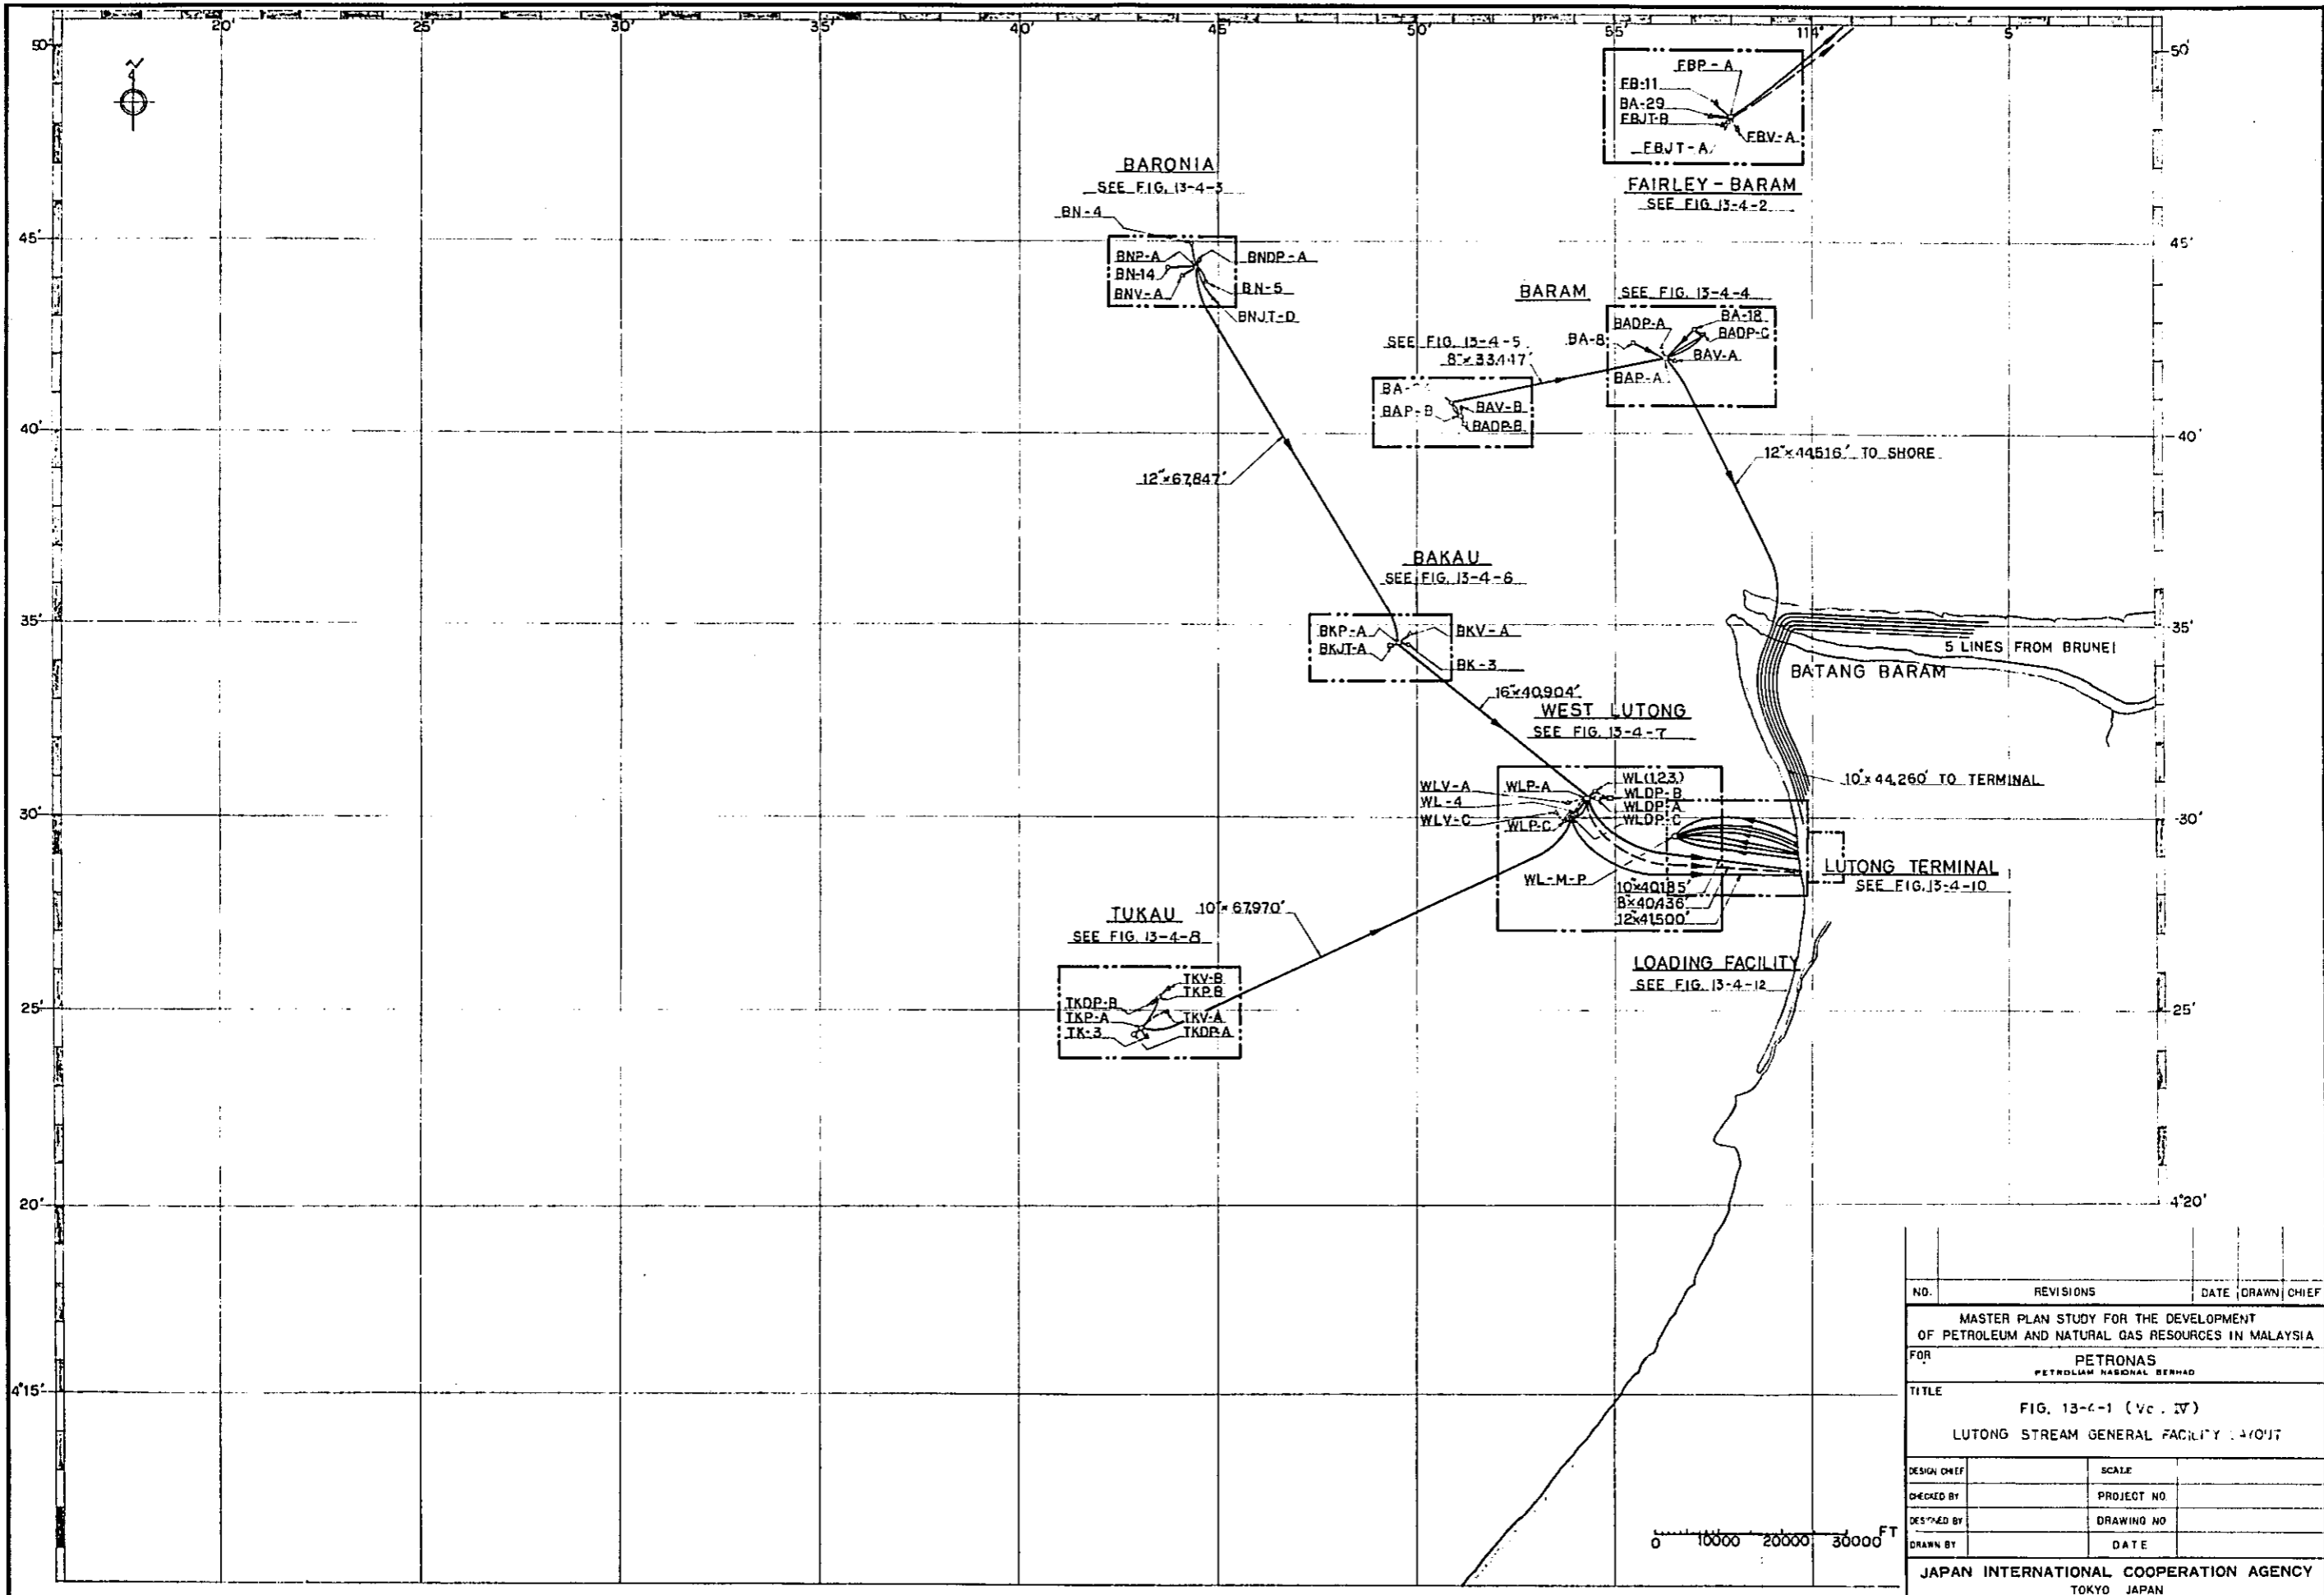 20' 25' 30' 35' 40' 45' 50' 55' 114° 5'
50'
50'
FBP-A
FB-11
BA-29
FBJT-B
FBV-A
FBJT-A
FAIRLEY-BARAM
SEE FIG. 13-4-2
BARONIA
SEE FIG. 13-4-3
BN-4
45'
45'
BNP-A
BNDP-A
BN-14
BN-5
BNV-A
BNJT-D
BARAM
SEE FIG. 13-4-4
BADP-A
BA-18
BADP-C
BA-8
BAV-A
BAP-A
SEE FIG. 13-4-5
8"×33,447'
BA-
BAP-B
BAV-B
BADP-B
40'
40'
12"×44,516' TO SHORE
12"×67,847'
BAKAU
SEE FIG. 13-4-6
35'
35'
BKP-A
BKV-A
BKJT-A
BK-3
5 LINES FROM BRUNEI
BATANG BARAM
16"×40,904'
WEST LUTONG
SEE FIG. 13-4-7
10"×44,260' TO TERMINAL
WLV-A
WLP-A
WL(1,2,3)
WL-4
WLDP-B
WLDP-A
WLV-C
WLP-C
WLDP-C
30'
30'
WL-M-P
10"×40,185'
8"×40,436'
12"×41,500'
LUTONG TERMINAL
SEE FIG. 13-4-10
TUKAU
10"×67,970'
SEE FIG. 13-4-8
LOADING FACILITY
SEE FIG. 13-4-12
TKV-B
TKDP-B
TKP-B
TKP-A
TKV-A
TK-3
TKDP-A
25'
25'
20'
4°20'
4°15'
0 10000 20000 30000 FT
NO. REVISIONS DATE DRAWN CHIEF
MASTER PLAN STUDY FOR THE DEVELOPMENT
OF PETROLEUM AND NATURAL GAS RESOURCES IN MALAYSIA
FOR
PETRONAS
PETROLIAM NASIONAL BERHAD
TITLE
FIG. 13-4-1 ( IV)
LUTONG STREAM GENERAL FACILITY LAYOUT
DESIGN CHIEF SCALE
CHECKED BY PROJECT NO.
DESIGNED BY DRAWING NO
DRAWN BY DATE
JAPAN INTERNATIONAL COOPERATION AGENCY
TOKYO JAPAN